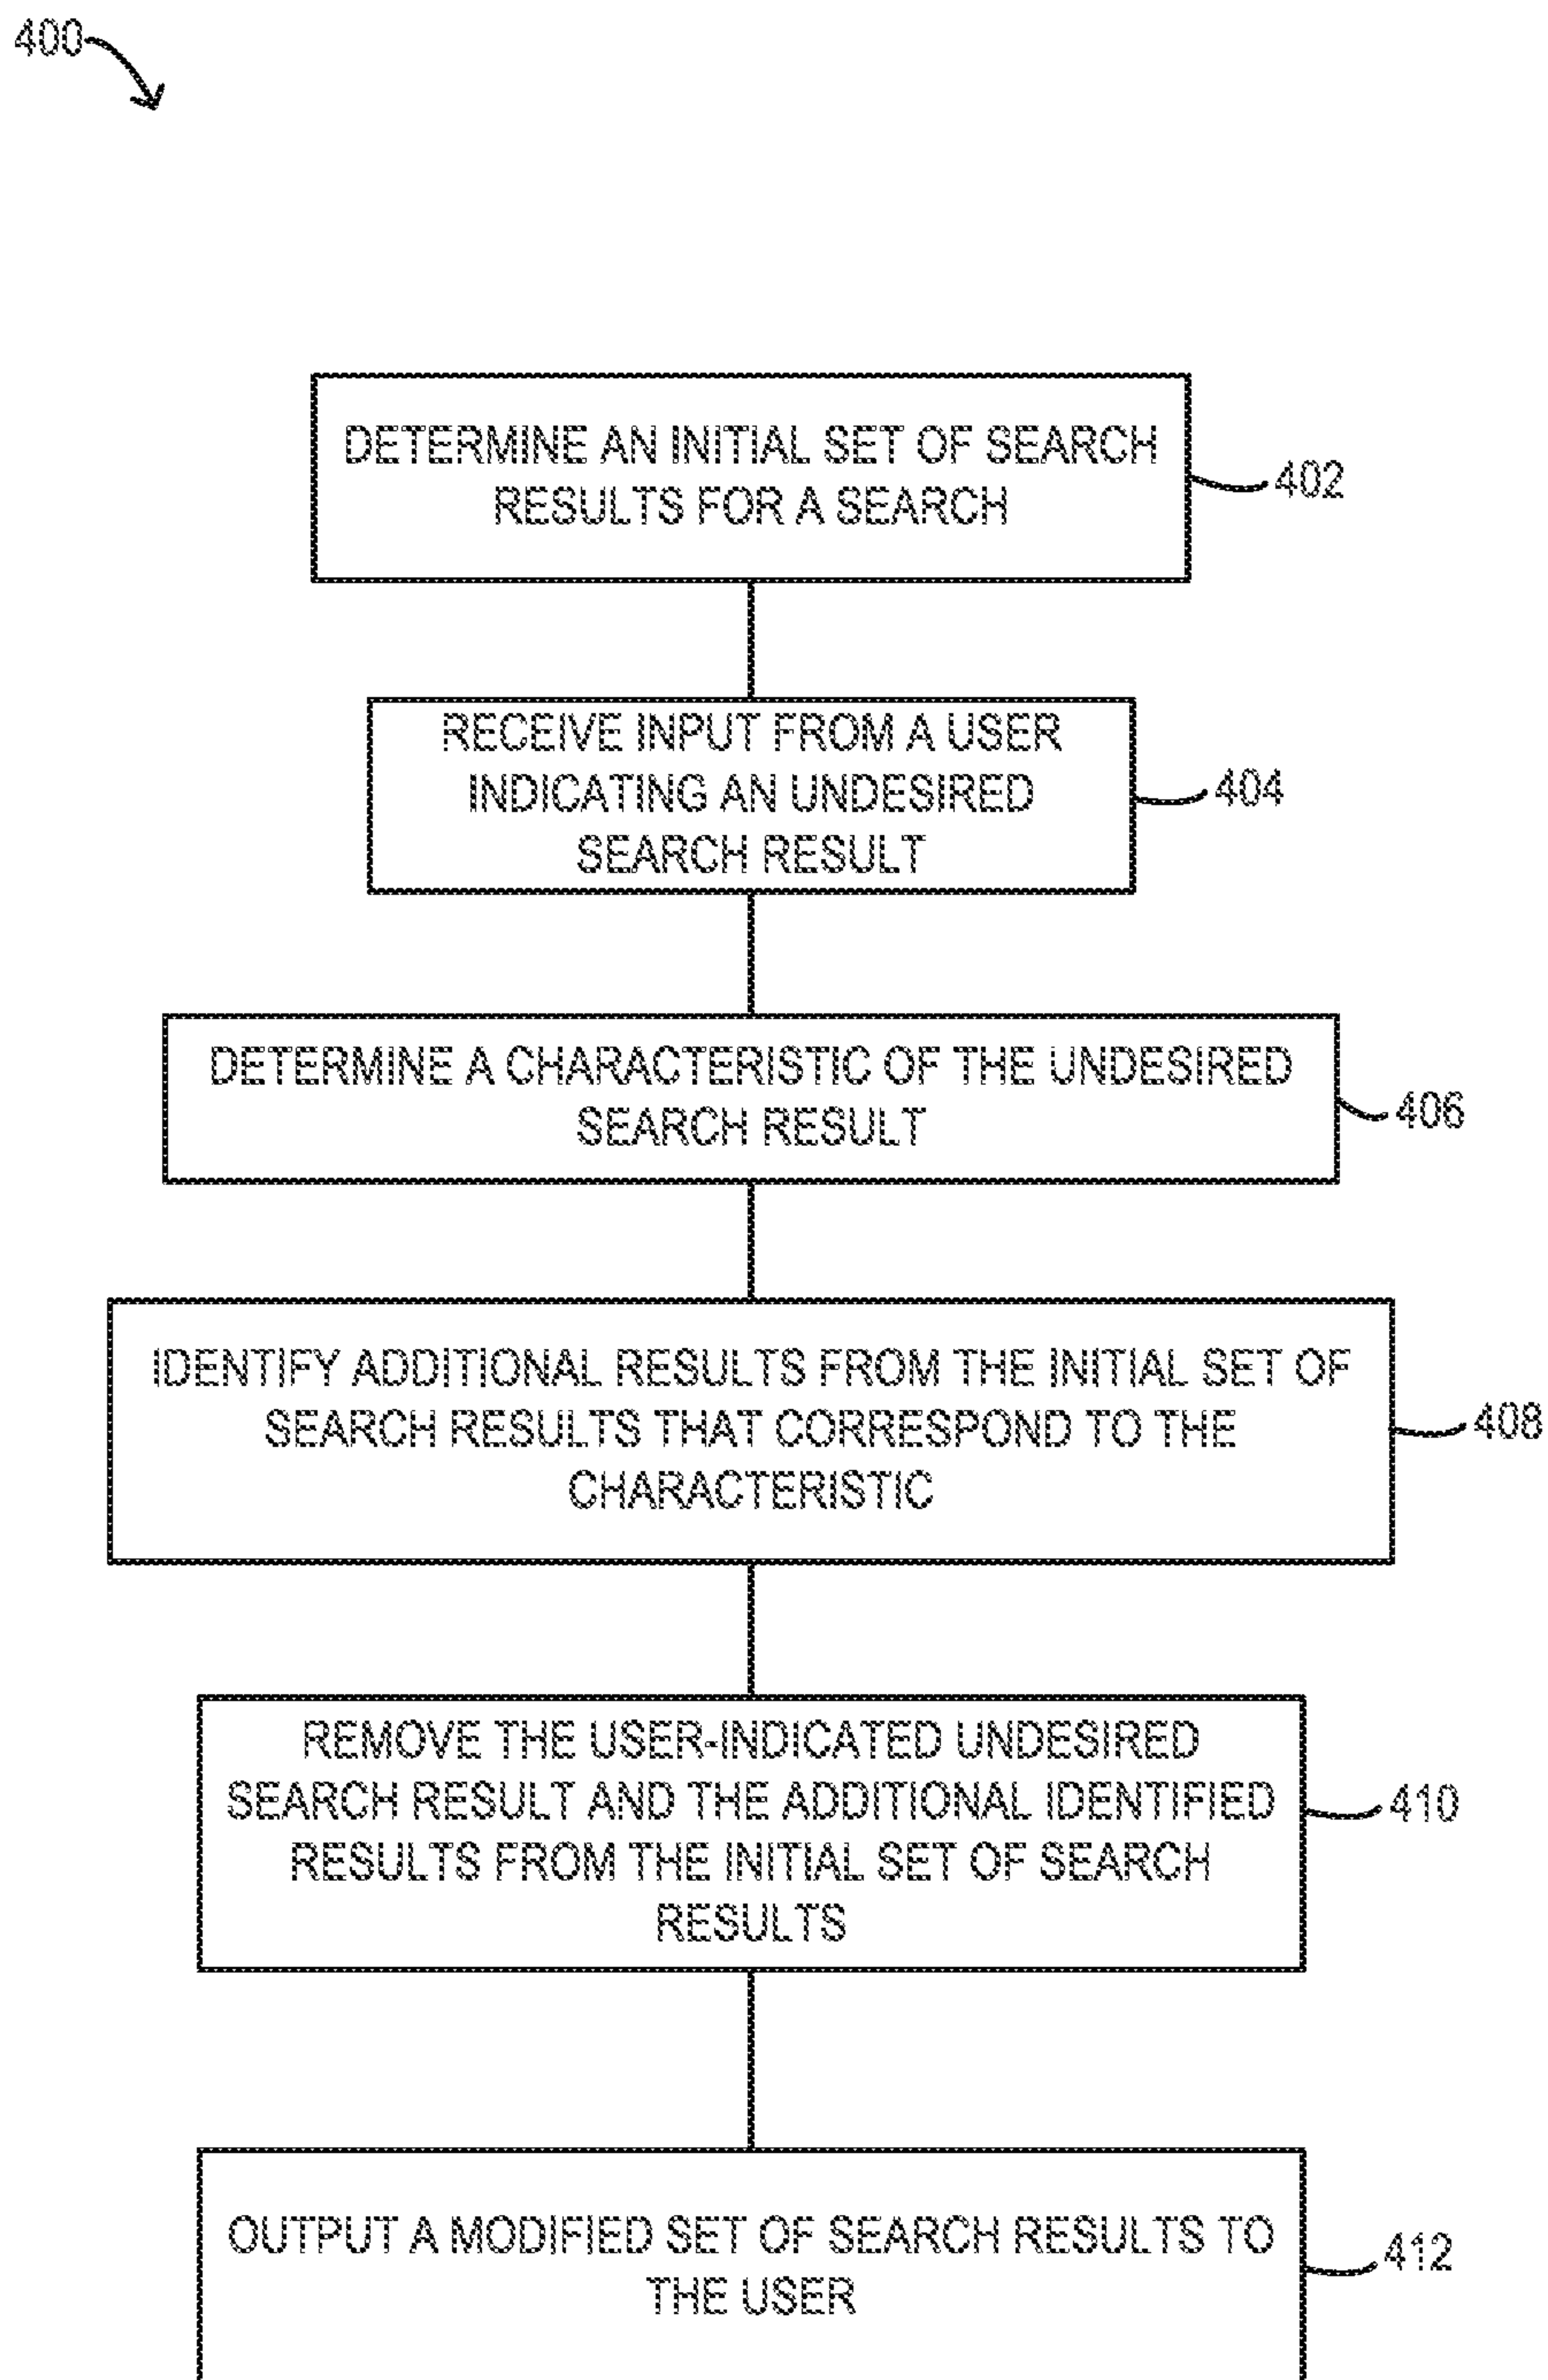 400
DETERMINE AN INITIAL SET OF SEARCH
RESULTS FOR A SEARCH
402
RECEIVE INPUT FROM A USER
INDICATING AN UNDESIRED
SEARCH RESULT
404
DETERMINE A CHARACTERISTIC OF THE UNDESIRED
SEARCH RESULT
406
IDENTIFY ADDITIONAL RESULTS FROM THE INITIAL SET OF
SEARCH RESULTS THAT CORRESPOND TO THE
CHARACTERISTIC
408
REMOVE THE USER-INDICATED UNDESIRED
SEARCH RESULT AND THE ADDITIONAL IDENTIFIED
RESULTS FROM THE INITIAL SET OF SEARCH
RESULTS
410
OUTPUT A MODIFIED SET OF SEARCH RESULTS TO
THE USER
412